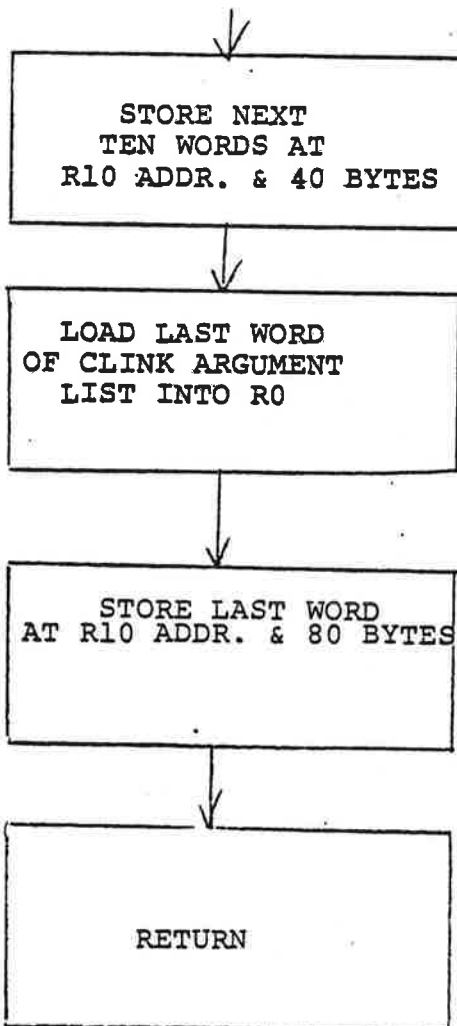 STORE NEXT
TEN WORDS AT
R10 ADDR. & 40 BYTES
LOAD LAST WORD
OF CLINK ARGUMENT
LIST INTO R0
STORE LAST WORD
AT R10 ADDR. & 80 BYTES
RETURN